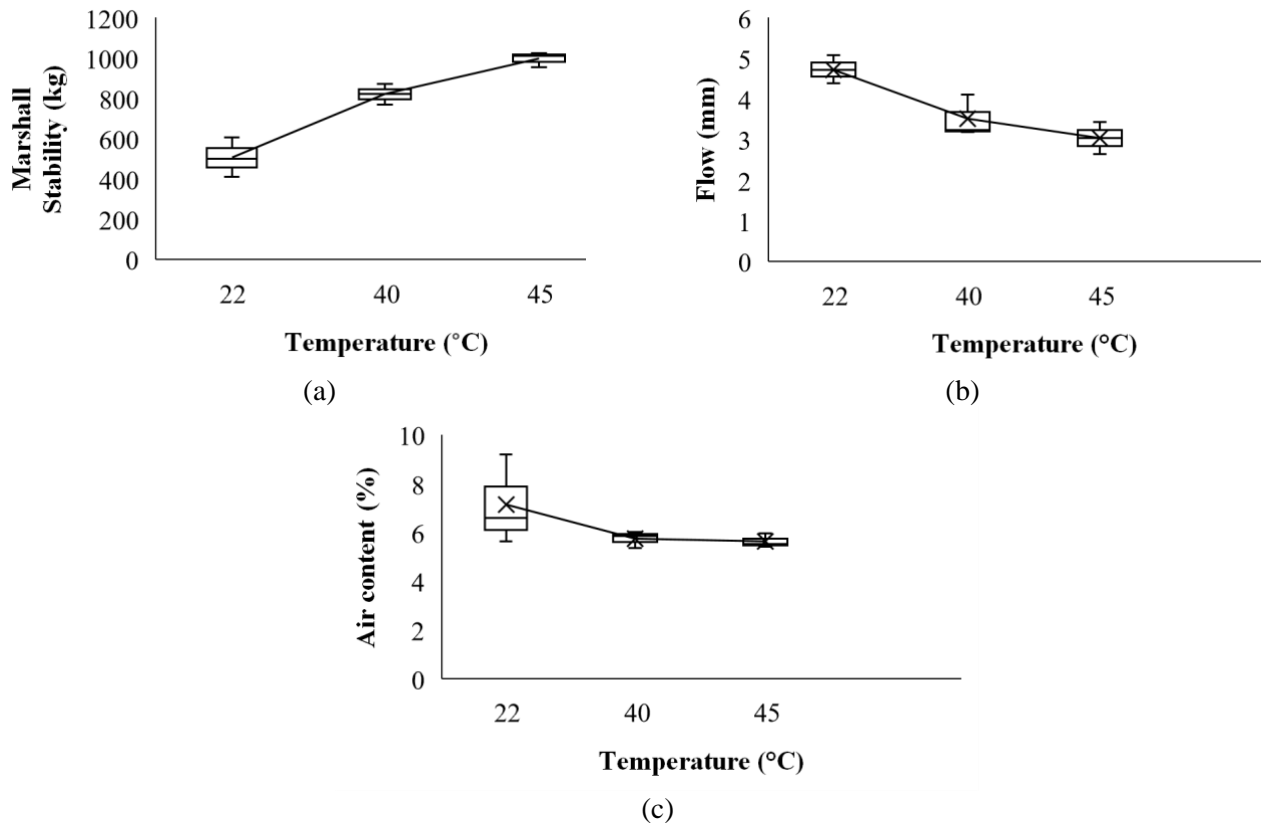 1200
1000
800
600
400
200
0
Marshall
Stability (kg)
22 40 45
Temperature (°C)
(a)
6
5
4
3
2
1
0
Flow (mm)
22 40 45
Temperature (°C)
(b)
10
8
6
4
2
0
Air content (%)
22 40 45
Temperature (°C)
(c)